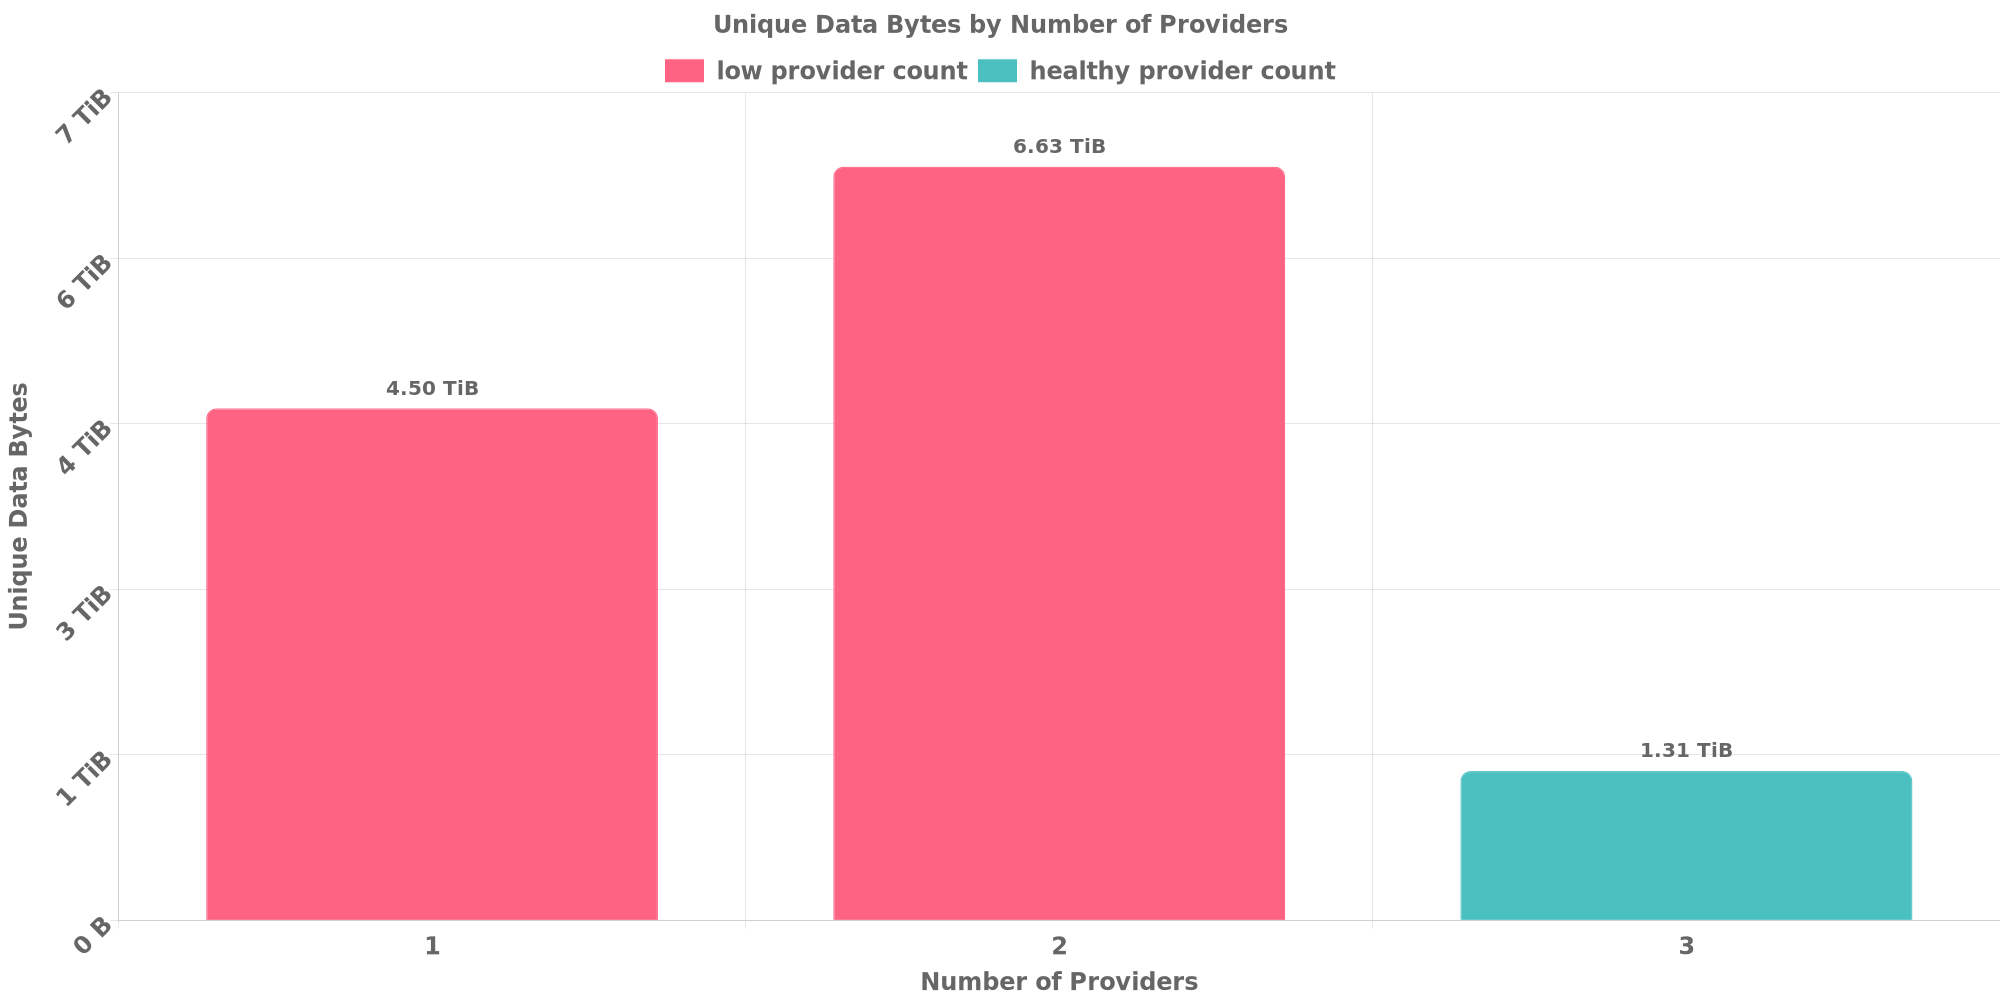 Unique Data Bytes by Number of Providers
low provider count healthy provider count
7 TiB
6 TiB
4 TiB
3 TiB
1 TiB
0 B
Unique Data Bytes
4.50 TiB
6.63 TiB
1.31 TiB
1 2 3
Number of Providers